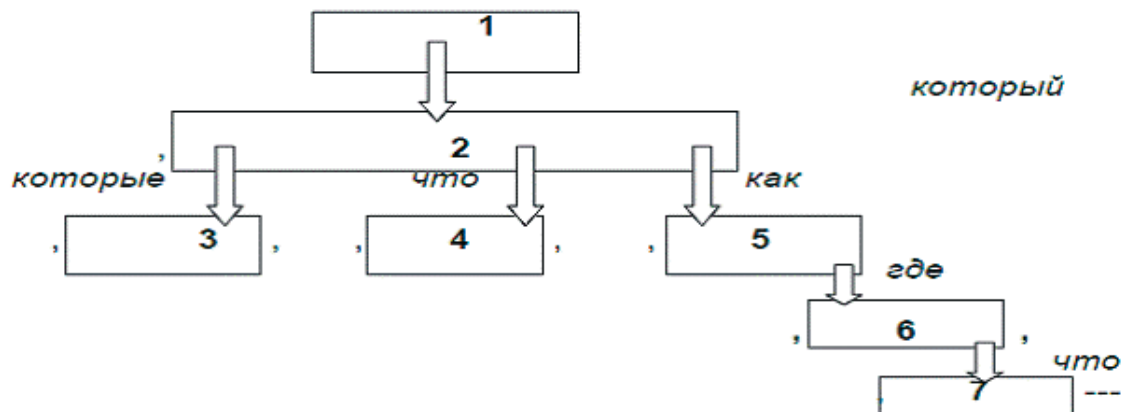 1
который
, 2
которые что как
, 3 , , 4 , , 5
где
, 6 ,
что
, 7 ---